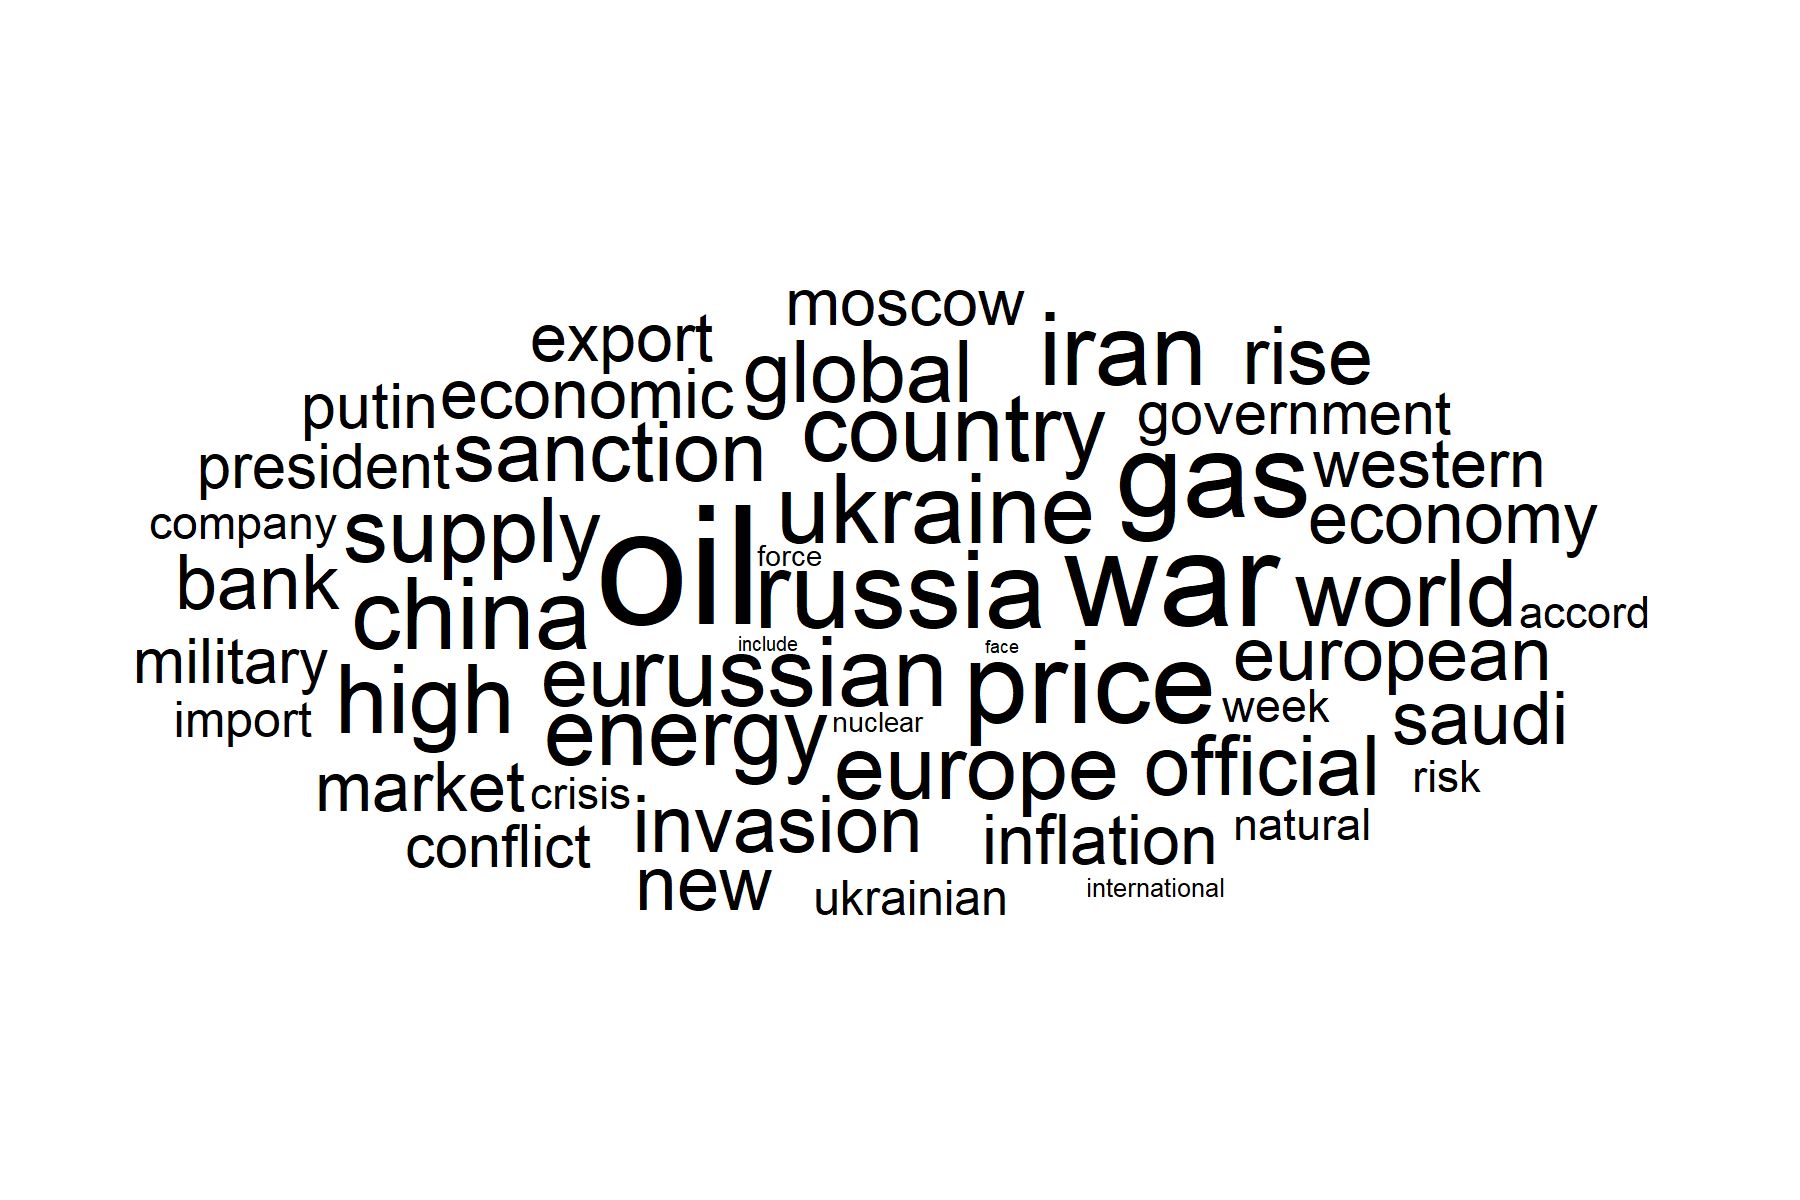 moscow
export
global
iran
rise
putin
economic
country
government
president
sanction
gas
western
company
supply
oil
ukraine
economy
bank
china
force
russia
war
world
accord
military
high
eu
include
russian
face
price
european
import
energy
nuclear
week
saudi
market
crisis
europe
official
risk
conflict
invasion
inflation
natural
new
ukrainian
international